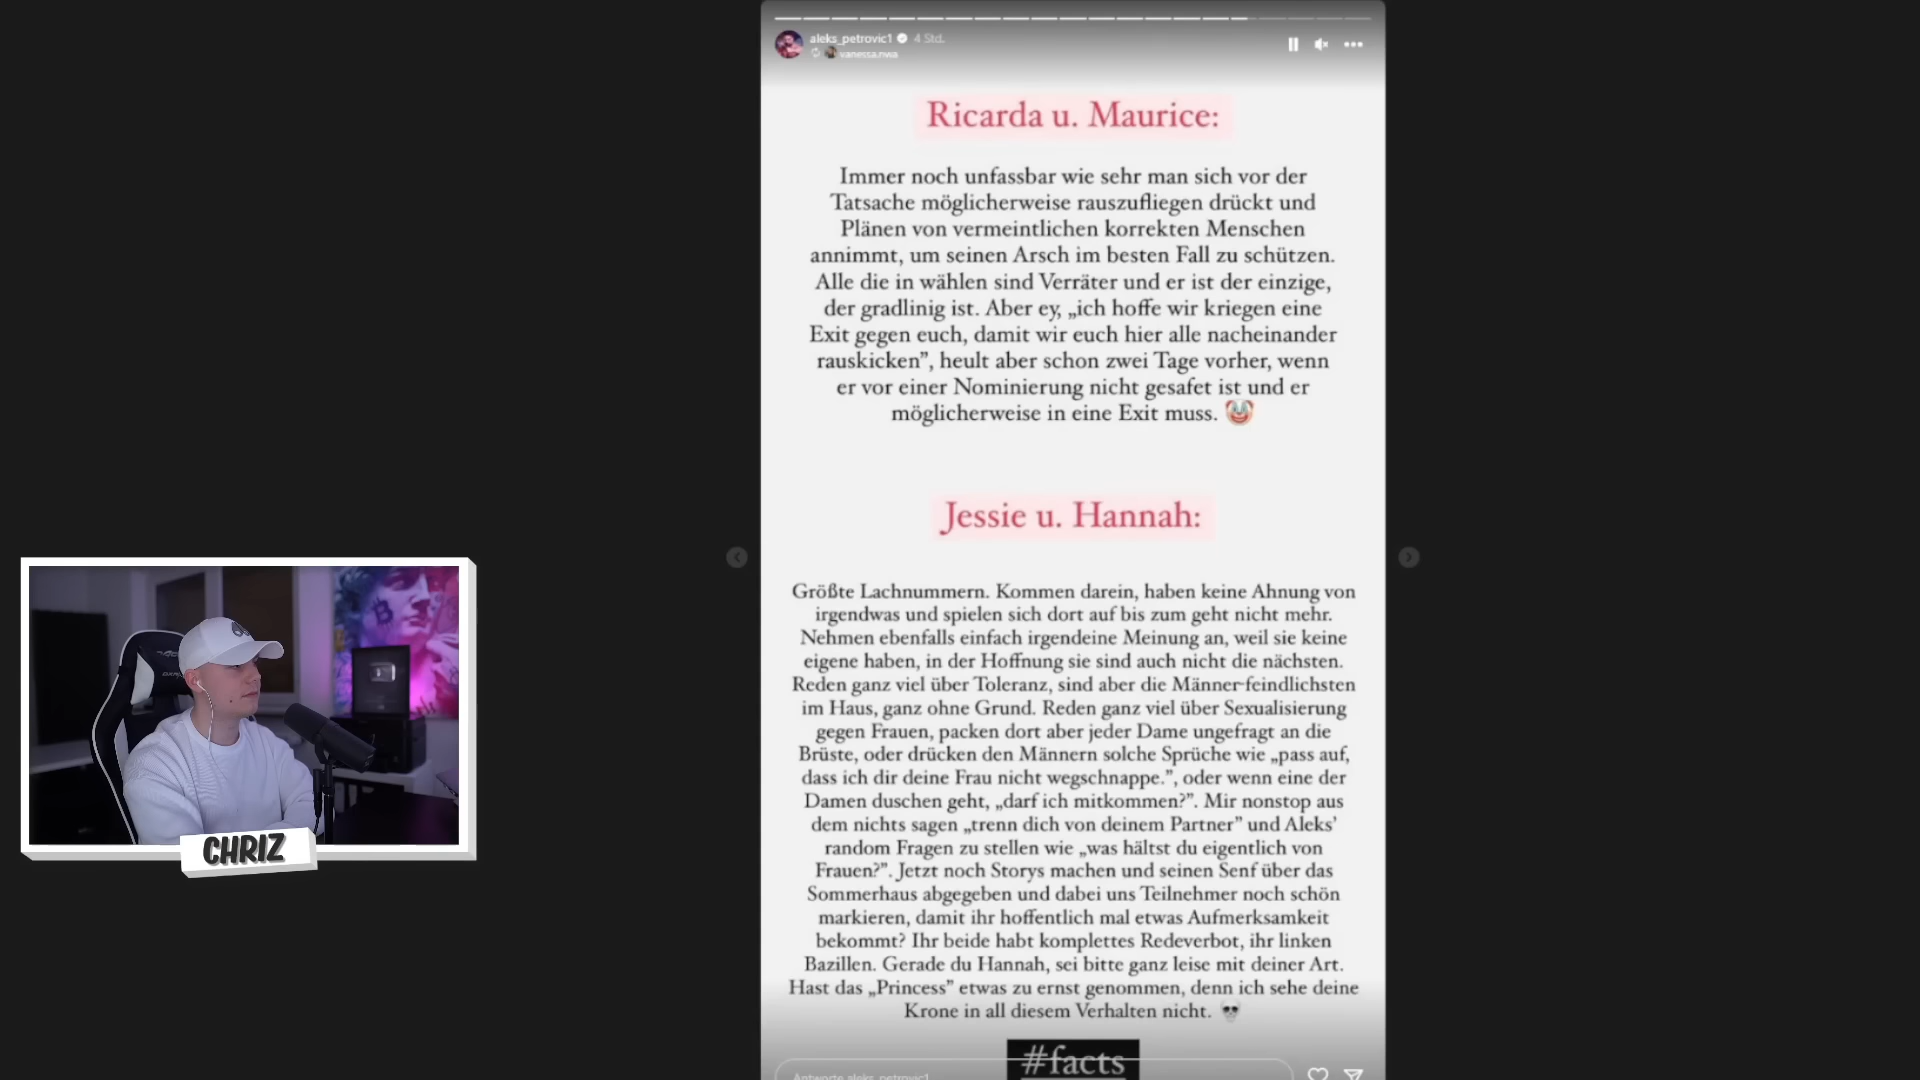 aleks_petrovic1 4 Std.
Ricarda u. Maurice:
Immer noch unfassbar wie sehr man sich vor der
Tatsache möglicherweise rauszufliegen drückt und
Plänen von vermeintlichen korrekten Menschen
annimmt, um seinen Arsch im besten Fall zu schützen.
Alle die in wählen sind Verräter und er ist der einzige,
der gradlinig ist. Aber ey, „ich hoffe wir kriegen eine
Exit gegen euch, damit wir euch hier alle nacheinander
rauskicken”, heult aber schon zwei Tage vorher, wenn
er vor einer Nominierung nicht gesafet ist und er
möglicherweise in eine Exit muss. 🤡
Jessie u. Hannah:
Größte Lachnummern. Kommen darein, haben keine Ahnung von
irgendwas und spielen sich dort auf bis zum geht nicht mehr.
Nehmen ebenfalls einfach irgendeine Meinung an, weil sie keine
eigene haben, in der Hoffnung sie sind auch nicht die nächsten.
Reden ganz viel über Toleranz, sind aber die Männer-feindlichsten
im Haus, ganz ohne Grund. Reden ganz viel über Sexualisierung
gegen Frauen, packen dort aber jeder Dame ungefragt an die
Brüste, oder drücken den Männern solche Sprüche wie „pass auf,
dass ich dir deine Frau nicht wegschnappe.”, oder wenn eine der
Damen duschen geht, „darf ich mitkommen?”. Mir nonstop aus
dem nichts sagen „trenn dich von deinem Partner” und Aleks’
random Fragen zu stellen wie „was hältst du eigentlich von
Frauen?”. Jetzt noch Storys machen und seinen Senf über das
Sommerhaus abgegeben und dabei uns Teilnehmer noch schön
markieren, damit ihr hoffentlich mal etwas Aufmerksamkeit
bekommt? Ihr beide habt komplettes Redeverbot, ihr linken
Bazillen. Gerade du Hannah, sei bitte ganz leise mit deiner Art.
Hast das „Princess” etwas zu ernst genommen, denn ich sehe deine
Krone in all diesem Verhalten nicht. 💀
#facts
Antworte aleks_petrovic1
CHRIZ